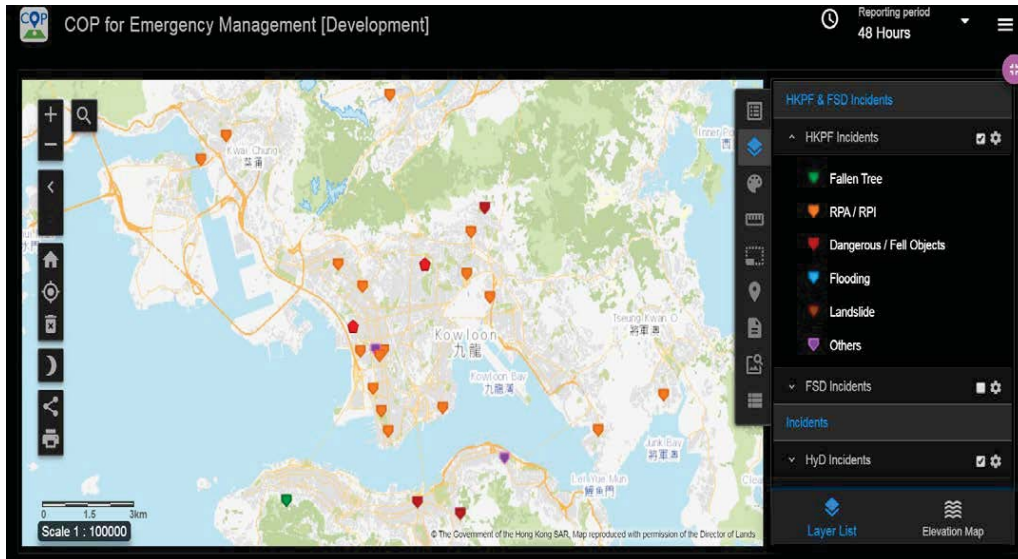 COP
COP for Emergency Management [Development]
Reporting period
48 Hours
HKPF & FSD Incidents
HKPF Incidents
Fallen Tree
RPA / RPI
Dangerous / Fell Objects
Flooding
Landslide
Others
FSD Incidents
Incidents
HyD Incidents
Layer List
Elevation Map
Kwai Chung
葵涌
Kowloon
九龍
Kowloon Bay
九龍灣
Tseung Kwan O
將軍澳
Junk Bay
將軍澳
Lei Yue Mun
鯉魚門
0 1.5 3km
Scale 1 : 100000
© The Government of the Hong Kong SAR, Map reproduced with permission of the Director of Lands